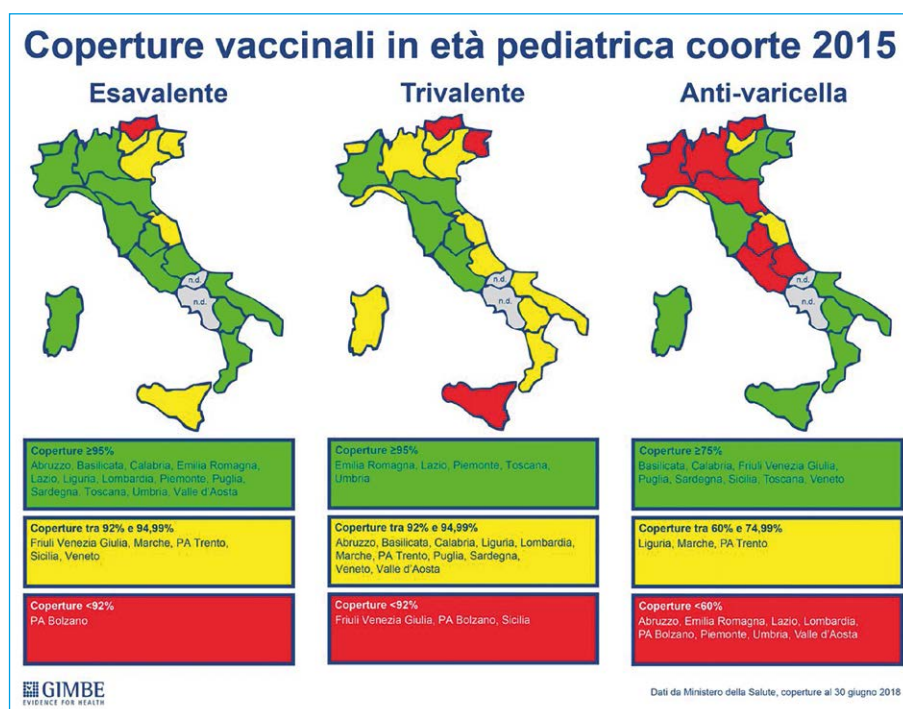 Coperture vaccinali in età pediatrica coorte 2015
Esavalente
Trivalente
Anti-varicella
n.d.
n.d.
n.d.
n.d.
n.d.
n.d.
Coperture ≥95%
Abruzzo, Basilicata, Calabria, Emilia Romagna,
Lazio, Liguria, Lombardia, Piemonte, Puglia,
Sardegna, Toscana, Umbria, Valle d'Aosta
Coperture tra 92% e 94,99%
Friuli Venezia Giulia, Marche, PA Trento,
Sicilia, Veneto
Coperture <92%
PA Bolzano
Coperture ≥95%
Emilia Romagna, Lazio, Piemonte, Toscana,
Umbria
Coperture tra 92% e 94,99%
Abruzzo, Basilicata, Calabria, Liguria, Lombardia,
Marche, PA Trento, Puglia, Sardegna,
Veneto, Valle d'Aosta
Coperture <92%
Friuli Venezia Giulia, PA Bolzano, Sicilia
Coperture ≥75%
Basilicata, Calabria, Friuli Venezia Giulia,
Puglia, Sardegna, Sicilia, Toscana, Veneto
Coperture tra 60% e 74,99%
Liguria, Marche, PA Trento
Coperture <60%
Abruzzo, Emilia Romagna, Lazio, Lombardia,
PA Bolzano, Piemonte, Umbria, Valle d'Aosta
GIMBE
EVIDENCE FOR HEALTH
Dati da Ministero della Salute, coperture al 30 giugno 2018